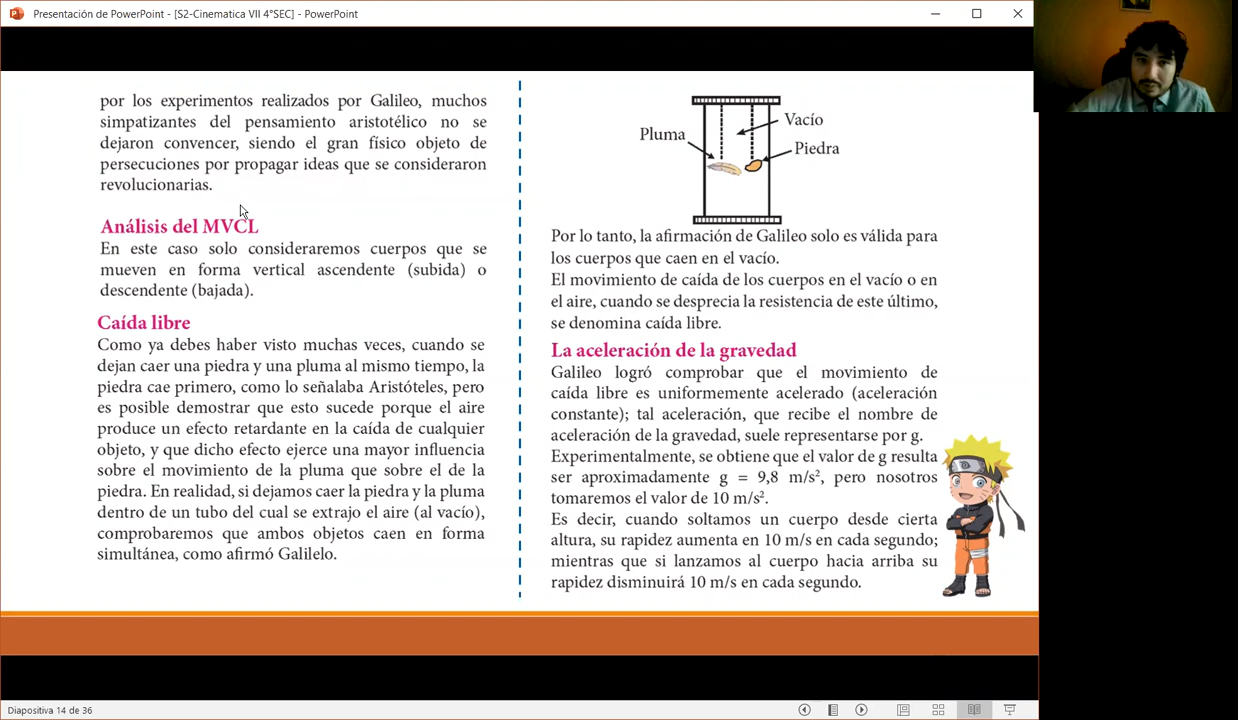 Presentación de PowerPoint - [S2-Cinematica VII 4°SEC] - PowerPoint
por los experimentos realizados por Galileo, muchos
simpatizantes del pensamiento aristotélico no se
dejaron convencer, siendo el gran físico objeto de
persecuciones por propagar ideas que se consideraron
revolucionarias.
Análisis del MVCL
En este caso solo consideraremos cuerpos que se
mueven en forma vertical ascendente (subida) o
descendente (bajada).
Caída libre
Como ya debes haber visto muchas veces, cuando se
dejan caer una piedra y una pluma al mismo tiempo, la
piedra cae primero, como lo señalaba Aristóteles, pero
es posible demostrar que esto sucede porque el aire
produce un efecto retardante en la caída de cualquier
objeto, y que dicho efecto ejerce una mayor influencia
sobre el movimiento de la pluma que sobre el de la
piedra. En realidad, si dejamos caer la piedra y la pluma
dentro de un tubo del cual se extrajo el aire (al vacío),
comprobaremos que ambos objetos caen en forma
simultánea, como afirmó Galilelo.
Vacío
Pluma
Piedra
Por lo tanto, la afirmación de Galileo solo es válida para
los cuerpos que caen en el vacío.
El movimiento de caída de los cuerpos en el vacío o en
el aire, cuando se desprecia la resistencia de este último,
se denomina caída libre.
La aceleración de la gravedad
Galileo logró comprobar que el movimiento de
caída libre es uniformemente acelerado (aceleración
constante); tal aceleración, que recibe el nombre de
aceleración de la gravedad, suele representarse por g.
Experimentalmente, se obtiene que el valor de g resulta
ser aproximadamente g = 9,8 m/s², pero nosotros
tomaremos el valor de 10 m/s².
Es decir, cuando soltamos un cuerpo desde cierta
altura, su rapidez aumenta en 10 m/s en cada segundo;
mientras que si lanzamos al cuerpo hacia arriba su
rapidez disminuirá 10 m/s en cada segundo.
Diapositiva 14 de 36